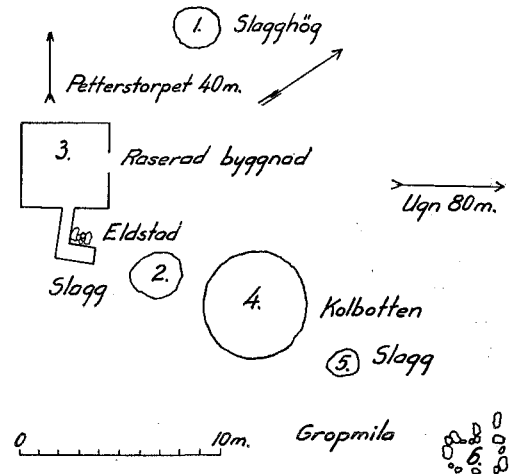 1. Slagghög
Petterstorpet 40m.
3. Raserad byggnad
Ugn 80m.
Eldstad
Slagg 2.
4. Kolbotten
5. Slagg
0 10m.
Gropmila 6.